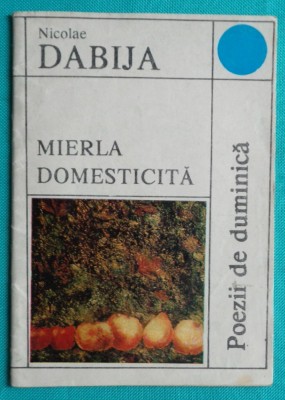 Nicolae
DABIJA
MIERLA
DOMESTICITĂ
Poezii de duminică